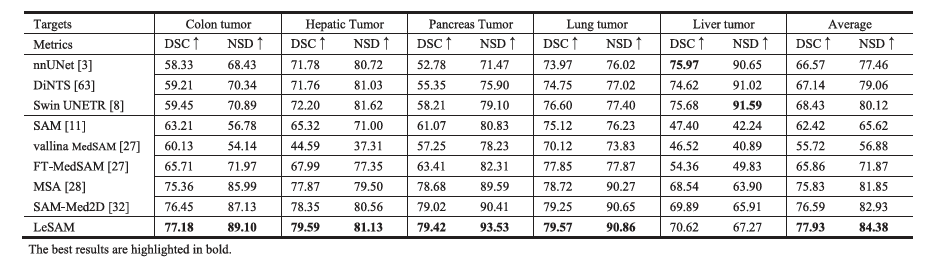 Targets Colon tumor Hepatic Tumor Pancreas Tumor Lung tumor Liver tumor Average
Metrics DSC ↑ NSD ↑ DSC ↑ NSD ↑ DSC ↑ NSD ↑ DSC ↑ NSD ↑ DSC ↑ NSD ↑ DSC ↑ NSD ↑
nnUNet [3] 58.33 68.43 71.78 80.72 52.78 71.47 73.97 76.02 75.97 90.65 66.57 77.46
DiNTS [63] 59.21 70.34 71.76 81.03 55.35 75.90 74.75 77.02 74.62 91.02 67.14 79.06
Swin UNETR [8] 59.45 70.89 72.20 81.62 58.21 79.10 76.60 77.40 75.68 91.59 68.43 80.12
SAM [11] 63.21 56.78 65.32 71.00 61.07 80.83 75.12 76.23 47.40 42.24 62.42 65.62
vallina MedSAM [27] 60.13 54.14 44.59 37.31 57.25 78.23 70.12 73.83 46.52 40.89 55.72 56.88
FT-MedSAM [27] 65.71 71.97 67.99 77.35 63.41 82.31 77.85 77.87 54.36 49.83 65.86 71.87
MSA [28] 75.36 85.99 77.87 79.50 78.68 89.59 78.72 90.27 68.54 63.90 75.83 81.85
SAM-Med2D [32] 76.45 87.13 78.35 80.56 79.02 90.41 79.25 90.65 69.89 65.91 76.59 82.93
LeSAM 77.18 89.10 79.59 81.13 79.42 93.53 79.57 90.86 70.62 67.27 77.93 84.38
The best results are highlighted in bold.